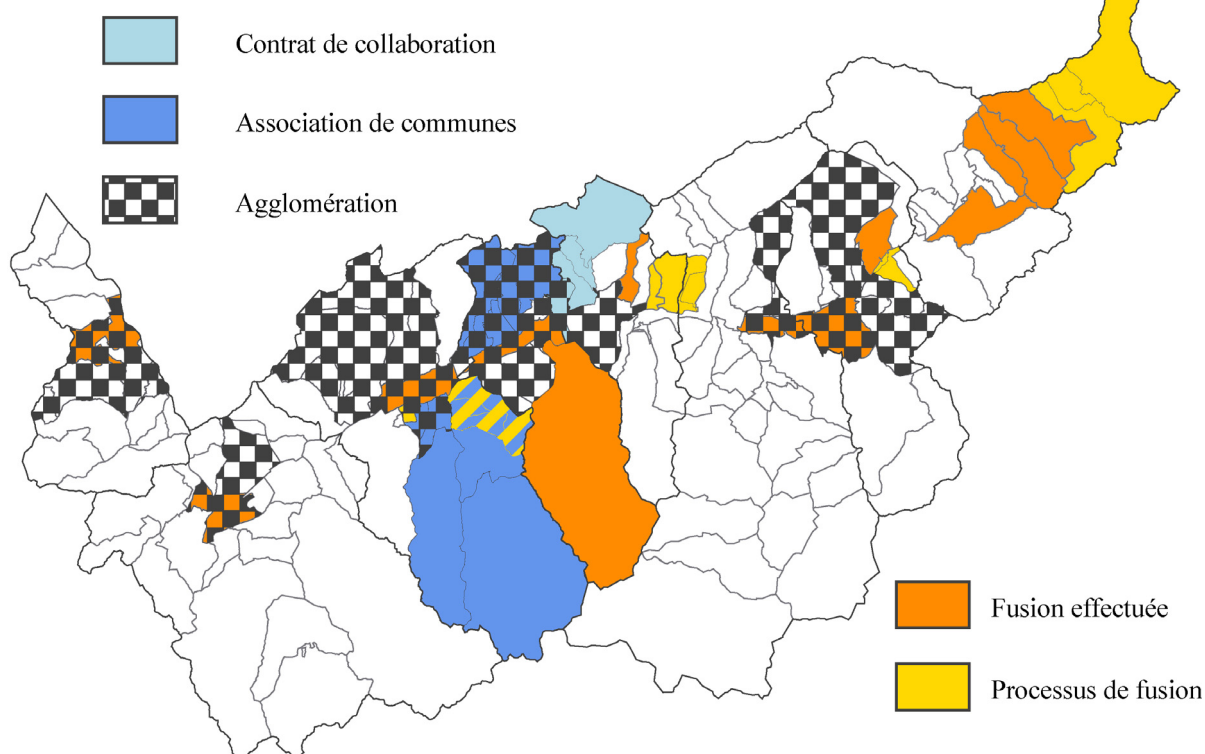 Contrat de collaboration
Association de communes
Agglomération
Fusion effectuée
Processus de fusion